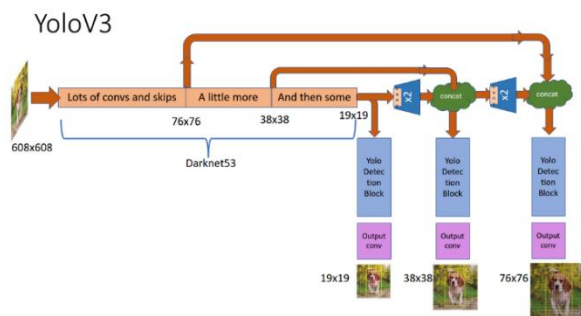 YoloV3
Lots of convs and skips
A little more
And then some
x2
concat
x2
concat
608x608
76x76
38x38
19x19
Darknet53
Yolo
Detec
tion
Block
Yolo
Detec
tion
Block
Yolo
Detec
tion
Block
Output
conv
Output
conv
Output
conv
19x19
38x38
76x76